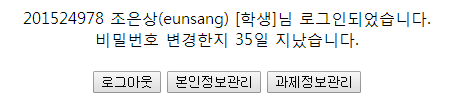 201524978 조은상(eunsang) [학생]님 로그인되었습니다.
비밀번호 변경한지 35일 지났습니다.
로그아웃 본인정보관리 과제정보관리